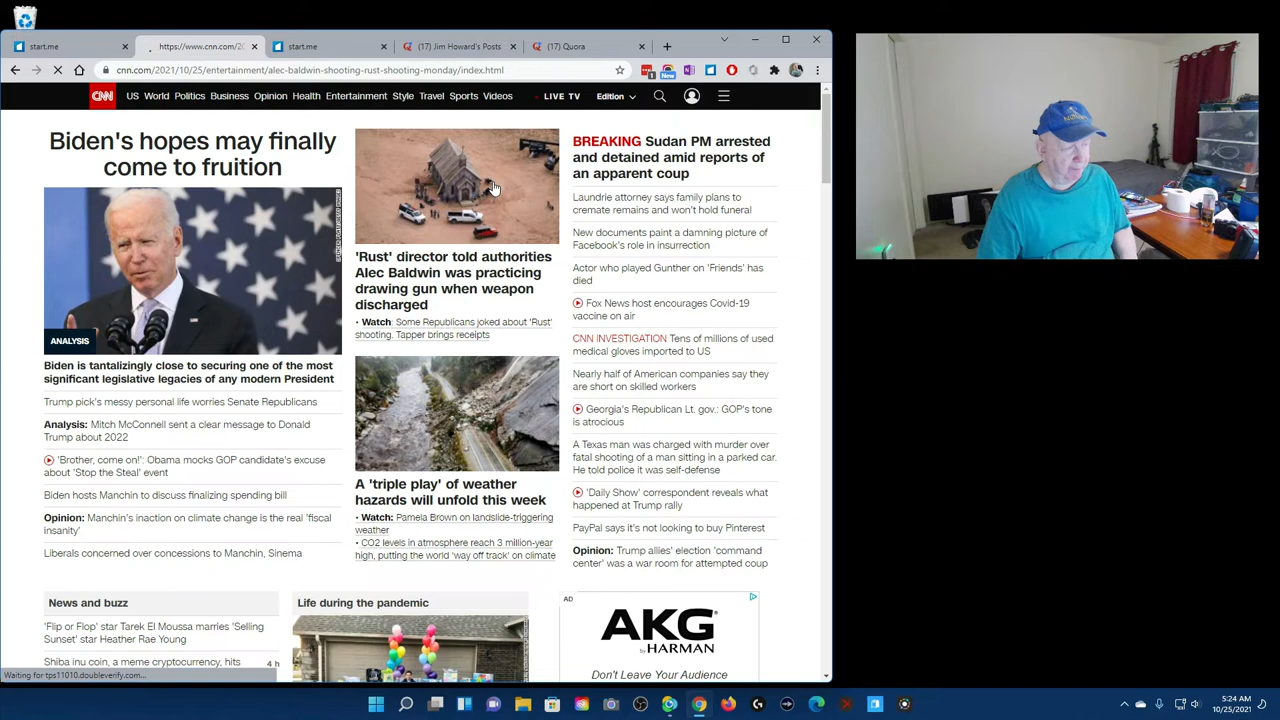 start.me
https://www.cnn.com/20
start.me
(17) Jim Howard's Posts
(17) Quora
cnn.com/2021/10/25/entertainment/alec-baldwin-shooting-rust-shooting-monday/index.html
New
CNN
US World Politics Business Opinion Health Entertainment Style Travel Sports Videos
LIVE TV
Edition
Biden's hopes may finally
come to fruition
ANALYSIS
Biden is tantalizingly close to securing one of the most
significant legislative legacies of any modern President
Trump pick's messy personal life worries Senate Republicans
Analysis: Mitch McConnell sent a clear message to Donald
Trump about 2022
'Brother, come on!': Obama mocks GOP candidate's excuse
about 'Stop the Steal' event
Biden hosts Manchin to discuss finalizing spending bill
Opinion: Manchin's inaction on climate change is the real 'fiscal
insanity'
Liberals concerned over concessions to Manchin, Sinema
'Rust' director told authorities
Alec Baldwin was practicing
drawing gun when weapon
discharged
• Watch: Some Republicans joked about 'Rust'
shooting. Tapper brings receipts
A 'triple play' of weather
hazards will unfold this week
• Watch: Pamela Brown on landslide-triggering
weather
• CO2 levels in atmosphere reach 3 million-year
high, putting the world 'way off track' on climate
BREAKING Sudan PM arrested
and detained amid reports of
an apparent coup
Laundrie attorney says family plans to
cremate remains and won't hold funeral
New documents paint a damning picture of
Facebook's role in insurrection
Actor who played Gunther on 'Friends' has
died
Fox News host encourages Covid-19
vaccine on air
CNN INVESTIGATION Tens of millions of used
medical gloves imported to US
Nearly half of American companies say they
are short on skilled workers
Georgia's Republican Lt. gov.: GOP's tone
is atrocious
A Texas man was charged with murder over
fatal shooting of a man sitting in a parked car.
He told police it was self-defense
'Daily Show' correspondent reveals what
happened at Trump rally
PayPal says it's not looking to buy Pinterest
Opinion: Trump allies' election 'command
center' was a war room for attempted coup
News and buzz
'Flip or Flop' star Tarek El Moussa marries 'Selling
Sunset' star Heather Rae Young
Shiba inu coin, a meme cryptocurrency, hits
4 h
Life during the pandemic
AD
AKG
by HARMAN
Don't Leave Your Audience
Waiting for tps11010.doubleverify.com...
5:24 AM
10/25/2021